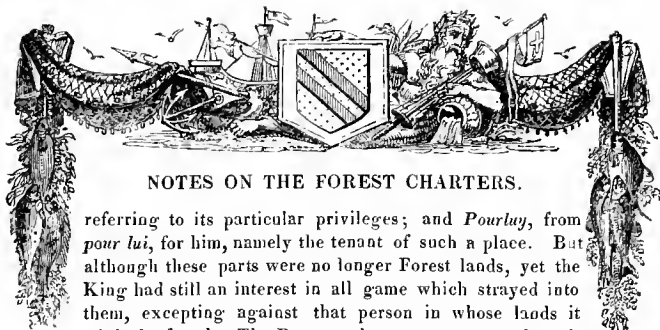 NOTES ON THE FOREST CHARTERS.
referring to its particular privileges; and Pourluy, from
pour lui, for him, namely the tenant of such a place. But
although these parts were no longer Forest lands, yet the
King had still an interest in all game which strayed into
them, excepting against that person in whose lands it